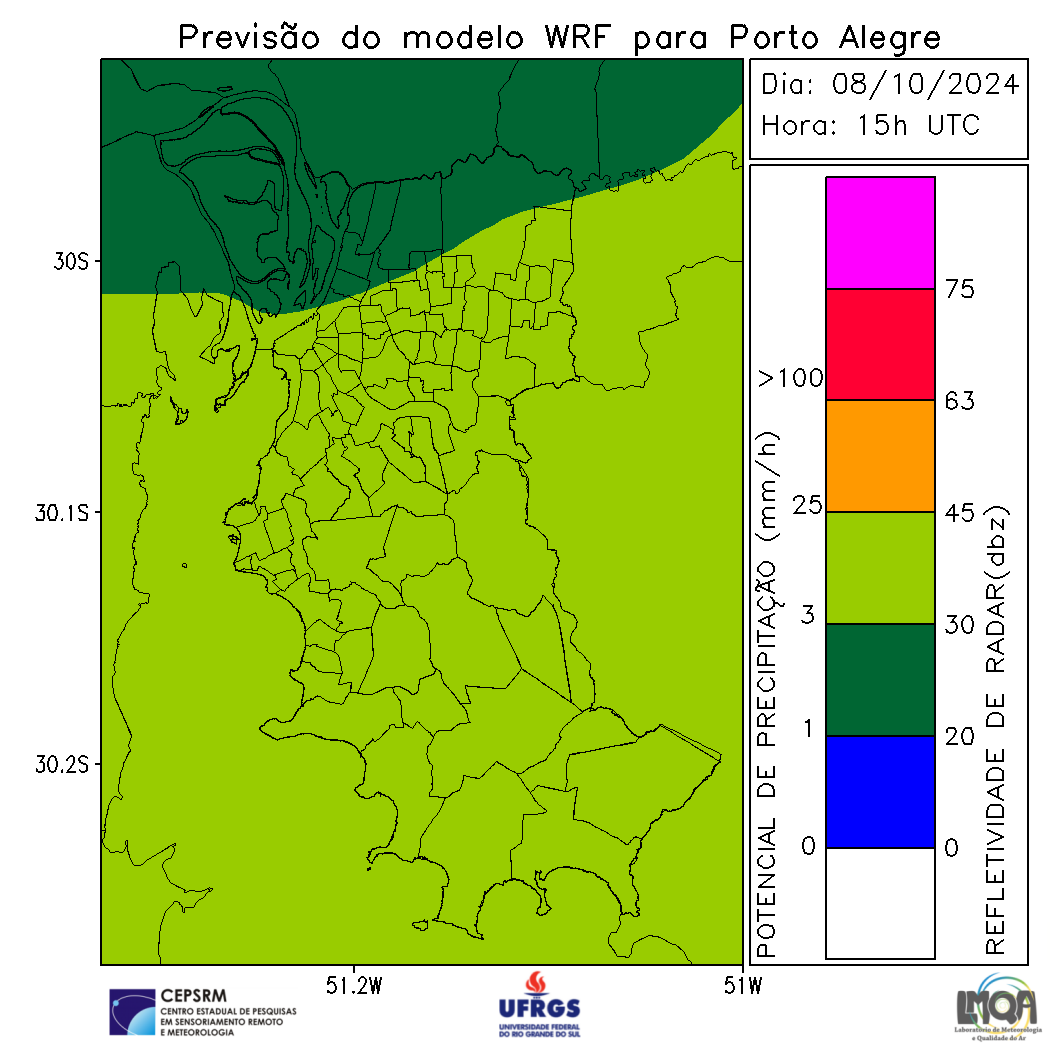 Previsão do modelo WRF para Porto Alegre
Dia: 08/10/2024
Hora: 15h UTC
30S
30.1S
30.2S
51.2W
51W
POTENCIAL DE PRECIPITAÇÃO (mm/h)
>100
25
3
1
0
75
63
45
30
20
0
REFLETIVIDADE DE RADAR(dbz)
CEPSRM
CENTRO ESTADUAL DE PESQUISAS
EM SENSORIAMENTO REMOTO
E METEOROLOGIA
UFRGS
UNIVERSIDADE FEDERAL
DO RIO GRANDE DO SUL
LMQA
Laboratório de Meteorologia
e Qualidade do Ar